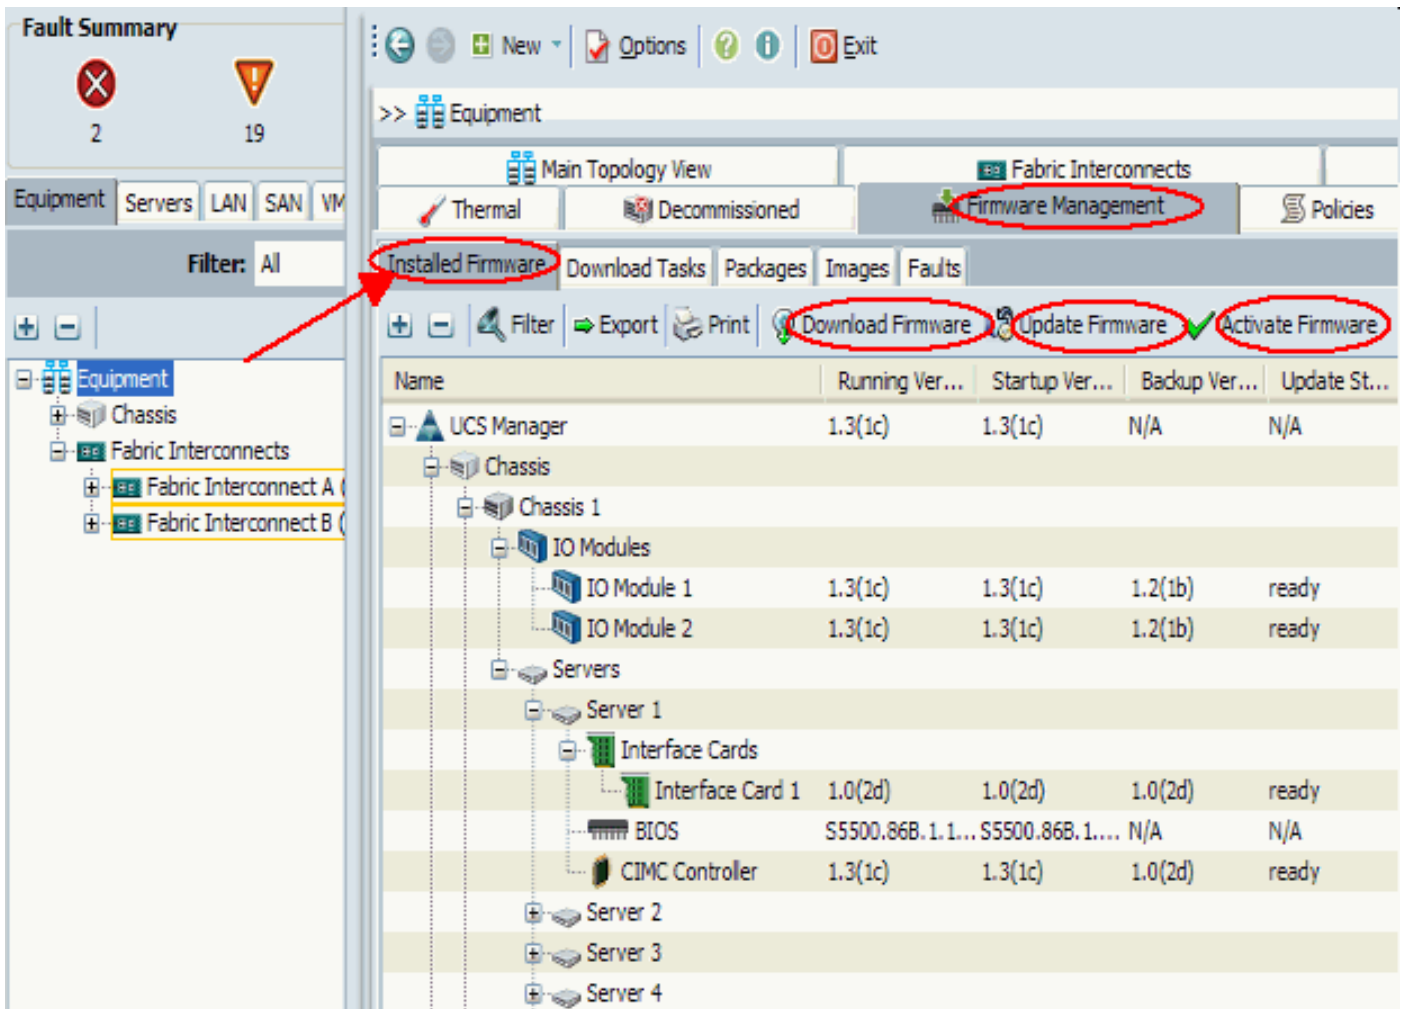 Fault Summary
2 19
Equipment Servers LAN SAN VM
Filter: All
Equipment
Chassis
Fabric Interconnects
Fabric Interconnect A (
Fabric Interconnect B (
New Options ? i Exit
>> Equipment
Main Topology View Fabric Interconnects
Thermal Decommissioned Firmware Management Policies
Installed Firmware Download Tasks Packages Images Faults
Filter Export Print Download Firmware Update Firmware Activate Firmware
Name Running Ver... Startup Ver... Backup Ver... Update St...
UCS Manager 1.3(1c) 1.3(1c) N/A N/A
Chassis
Chassis 1
IO Modules
IO Module 1 1.3(1c) 1.3(1c) 1.2(1b) ready
IO Module 2 1.3(1c) 1.3(1c) 1.2(1b) ready
Servers
Server 1
Interface Cards
Interface Card 1 1.0(2d) 1.0(2d) 1.0(2d) ready
BIOS S5500.86B.1.1... S5500.86B.1.... N/A N/A
CIMC Controller 1.3(1c) 1.3(1c) 1.0(2d) ready
Server 2
Server 3
Server 4